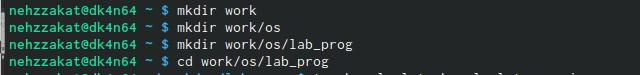 nehzzakat@dk4n64 ~ $ mkdir work
nehzzakat@dk4n64 ~ $ mkdir work/os
nehzzakat@dk4n64 ~ $ mkdir work/os/lab_prog
nehzzakat@dk4n64 ~ $ cd work/os/lab_prog